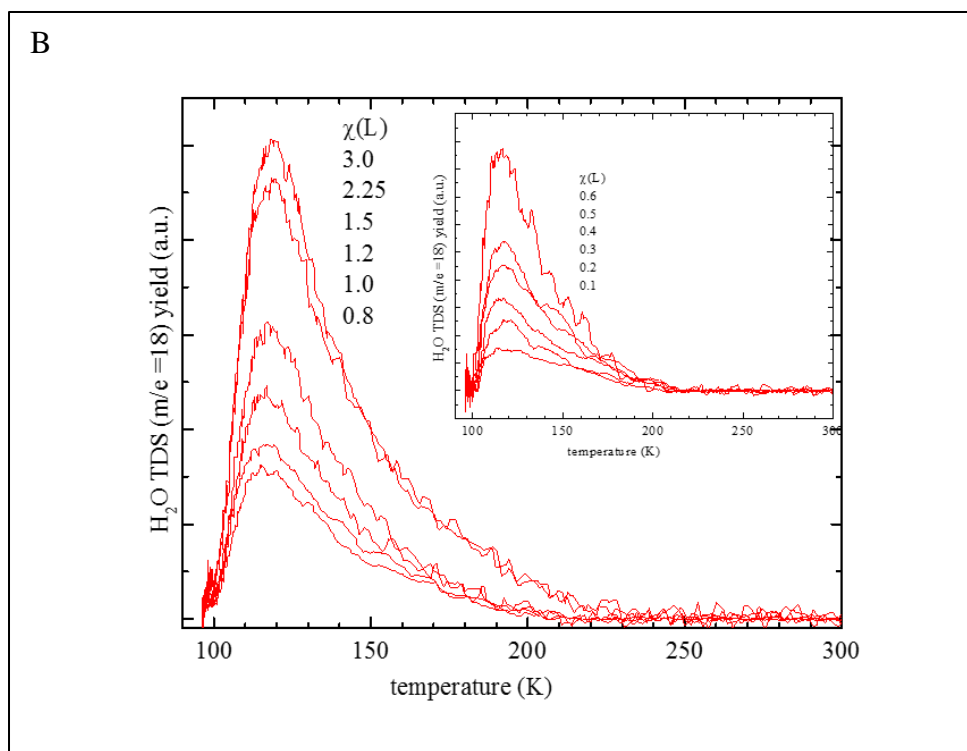 B
χ(L)
3.0
2.25
1.5
1.2
1.0
0.8
H₂O TDS (m/e =18) yield (a.u.)
100 150 200 250 300
temperature (K)
χ(L)
0.6
0.5
0.4
0.3
0.2
0.1
H₂O TDS (m/e =18) yield (a.u.)
100 150 200 250 300
temperature (K)